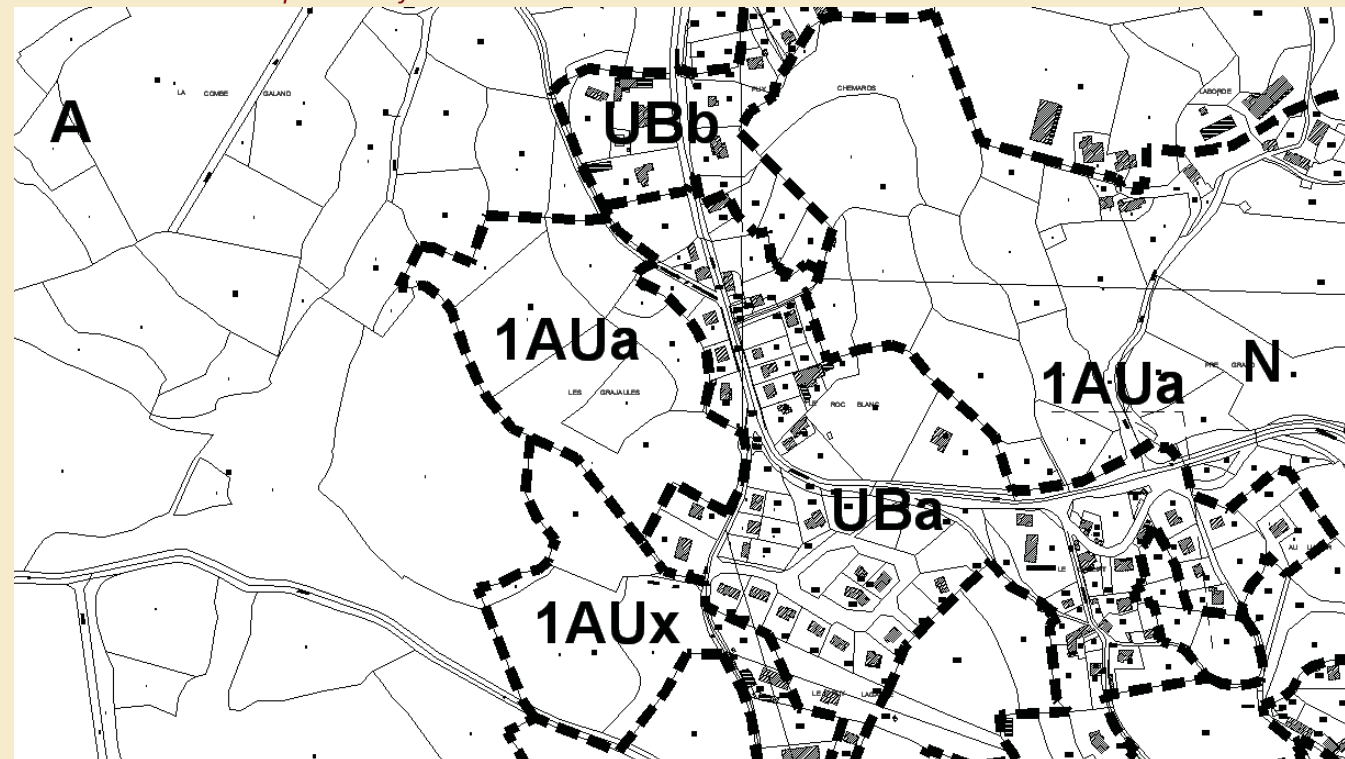 LA COMBE GALAND
CHEMARDS
LABORDE
A
UBb
1AUa
LES GRAJAULES
1AUa
N
ROC BLANC
UBa
1AUx